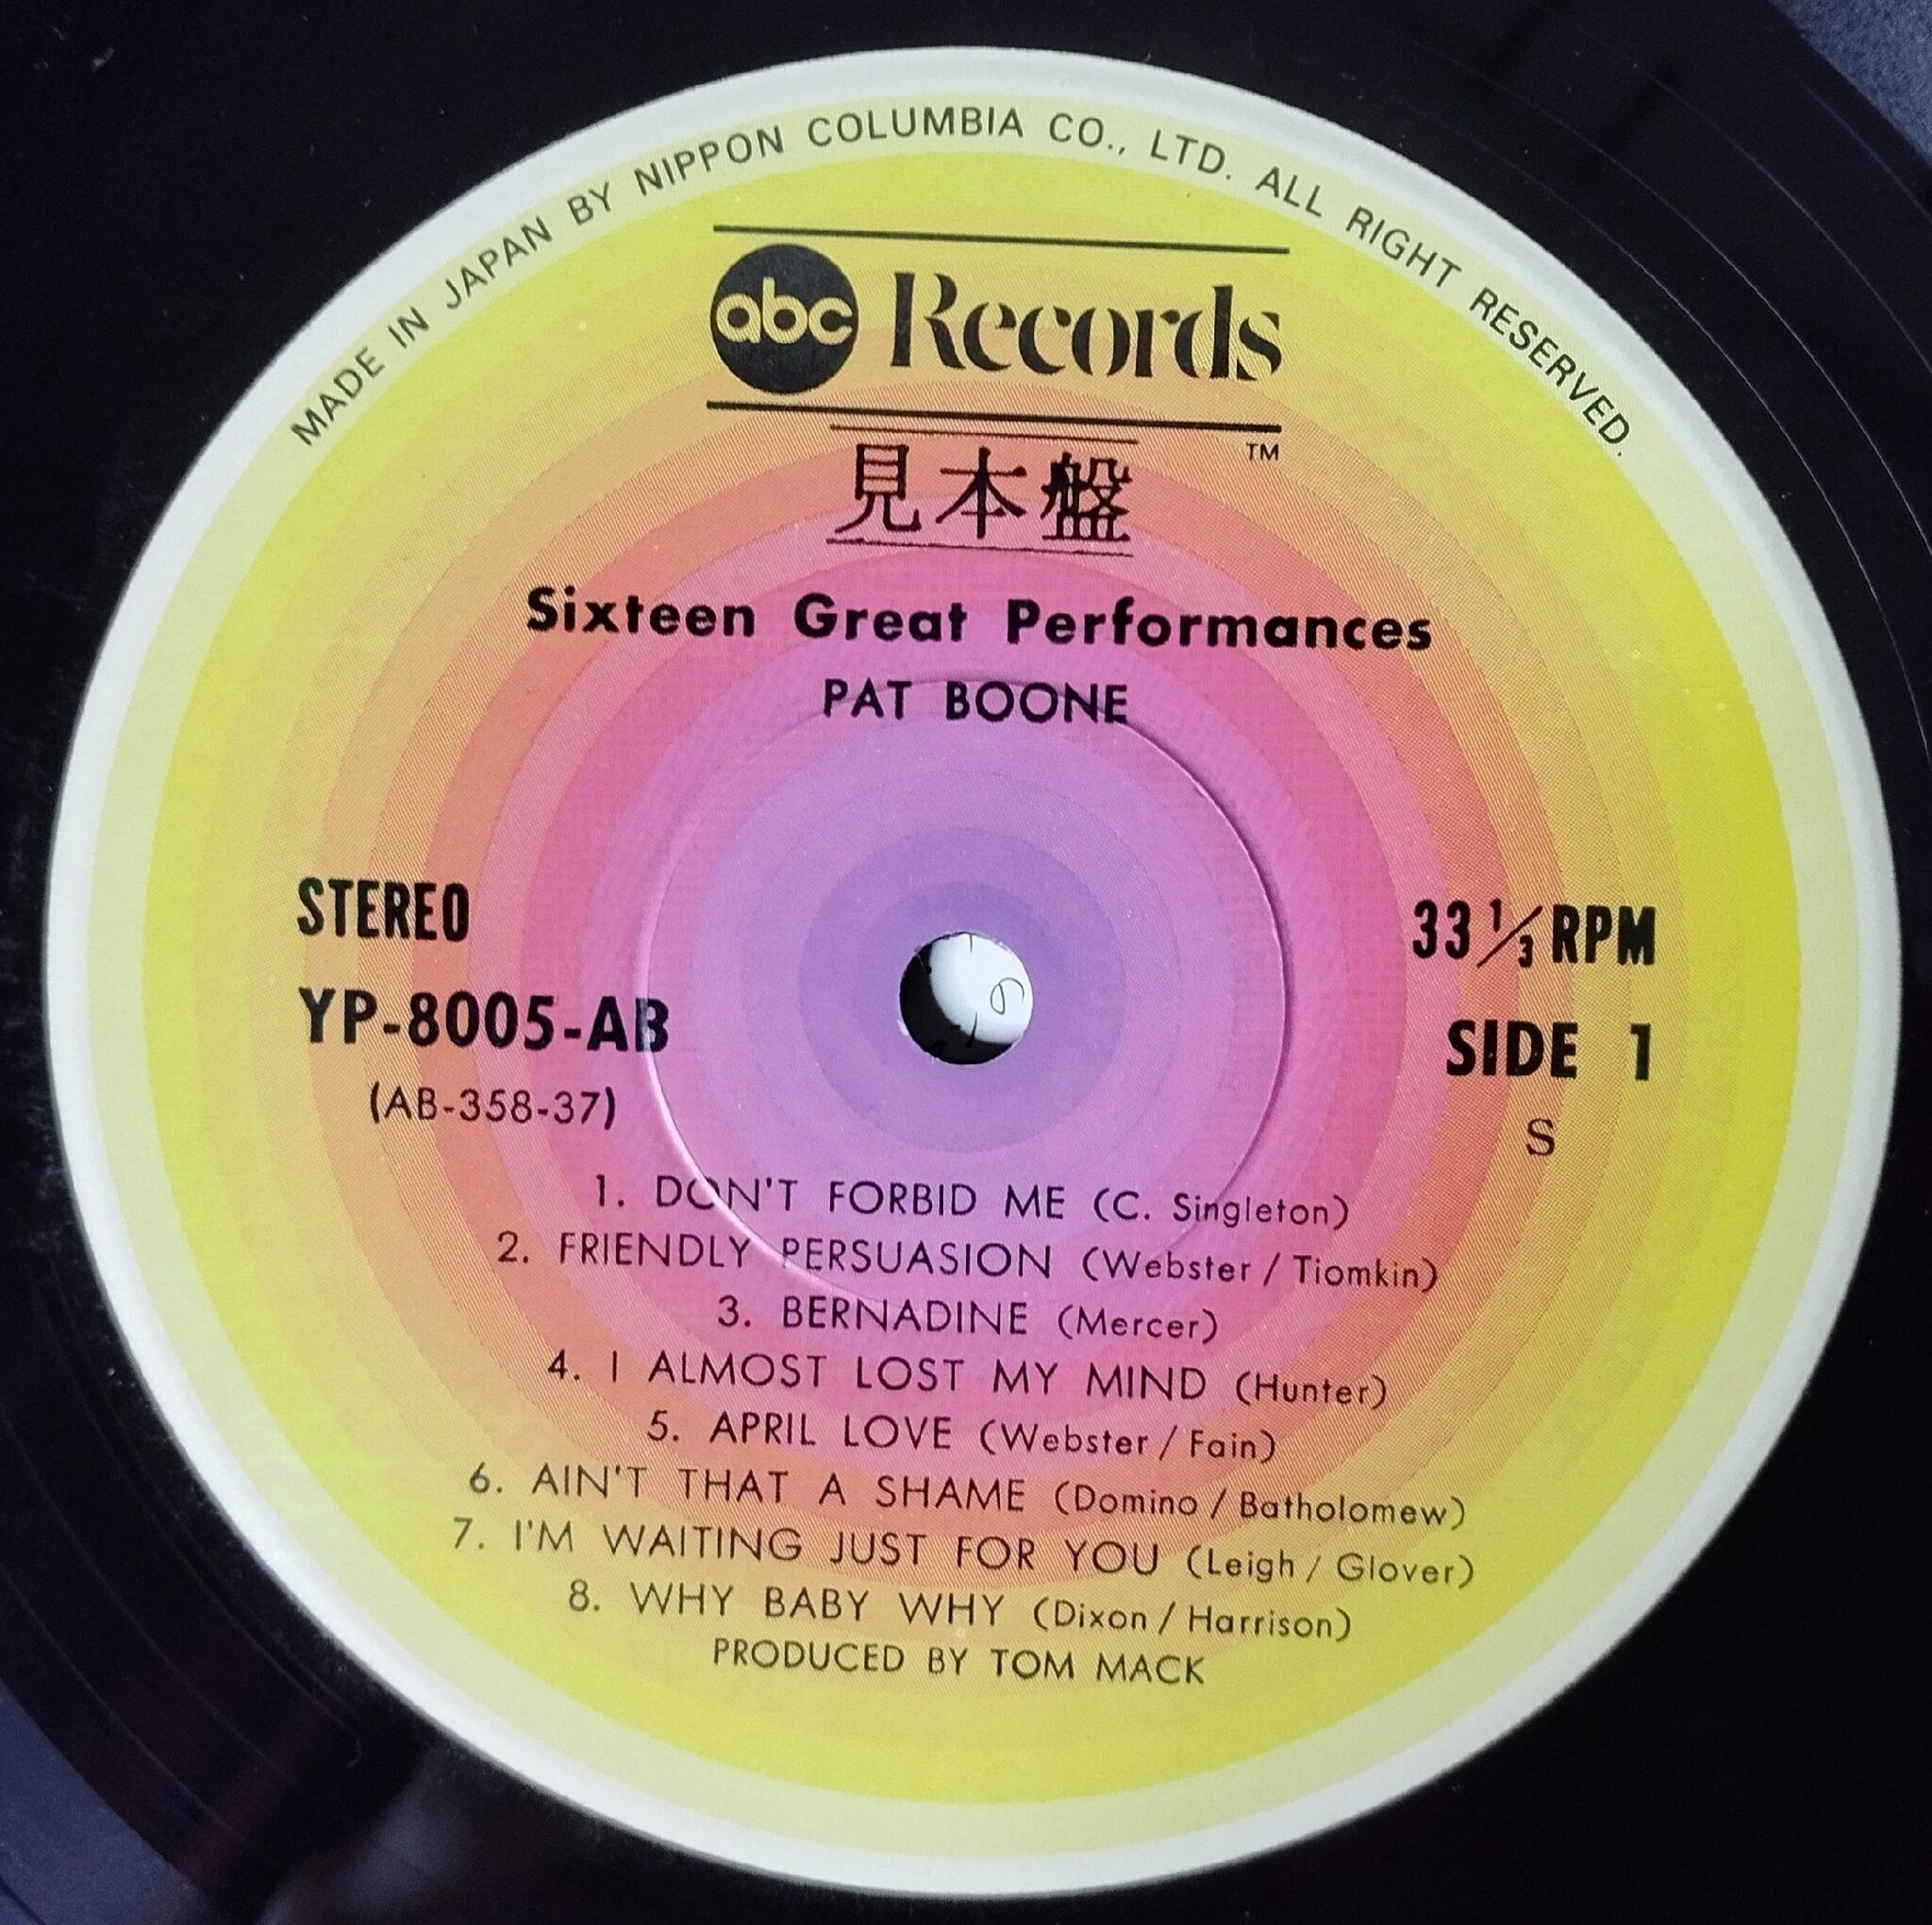 MADE IN JAPAN BY NIPPON COLUMBIA CO., LTD. ALL RIGHT RESERVED.
abc Records
TM
見本盤
Sixteen Great Performances
PAT BOONE
STEREO
33 1/3 RPM
YP-8005-AB
SIDE 1
(AB-358-37)
S
1. DON'T FORBID ME (C. Singleton)
2. FRIENDLY PERSUASION (Webster / Tiomkin)
3. BERNADINE (Mercer)
4. I ALMOST LOST MY MIND (Hunter)
5. APRIL LOVE (Webster / Fain)
6. AIN'T THAT A SHAME (Domino / Batholomew)
7. I'M WAITING JUST FOR YOU (Leigh / Glover)
8. WHY BABY WHY (Dixon / Harrison)
PRODUCED BY TOM MACK